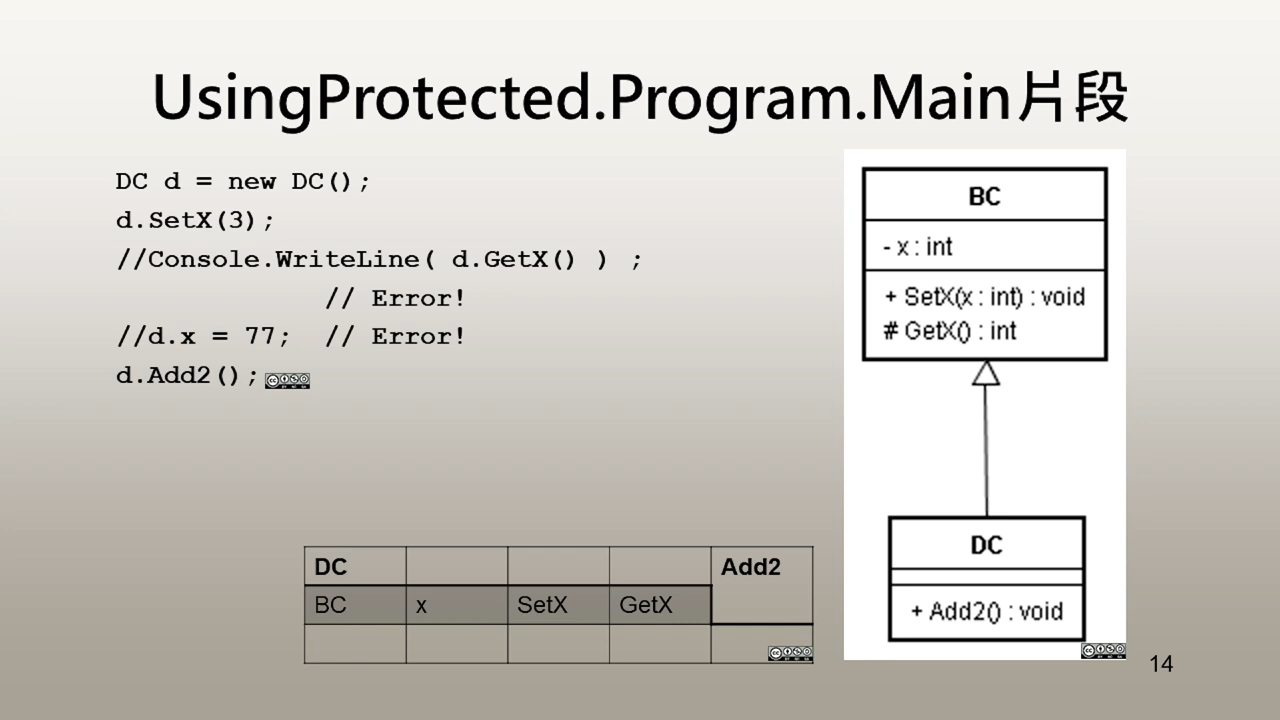 UsingProtected.Program.Main片段
DC d = new DC();
d.SetX(3);
//Console.WriteLine( d.GetX() ) ;
// Error!
//d.x = 77;  // Error!
d.Add2();
BC
- x : int
+ SetX(x : int) : void
# GetX() : int
DC
+ Add2() : void
DC Add2
BC x SetX GetX
14